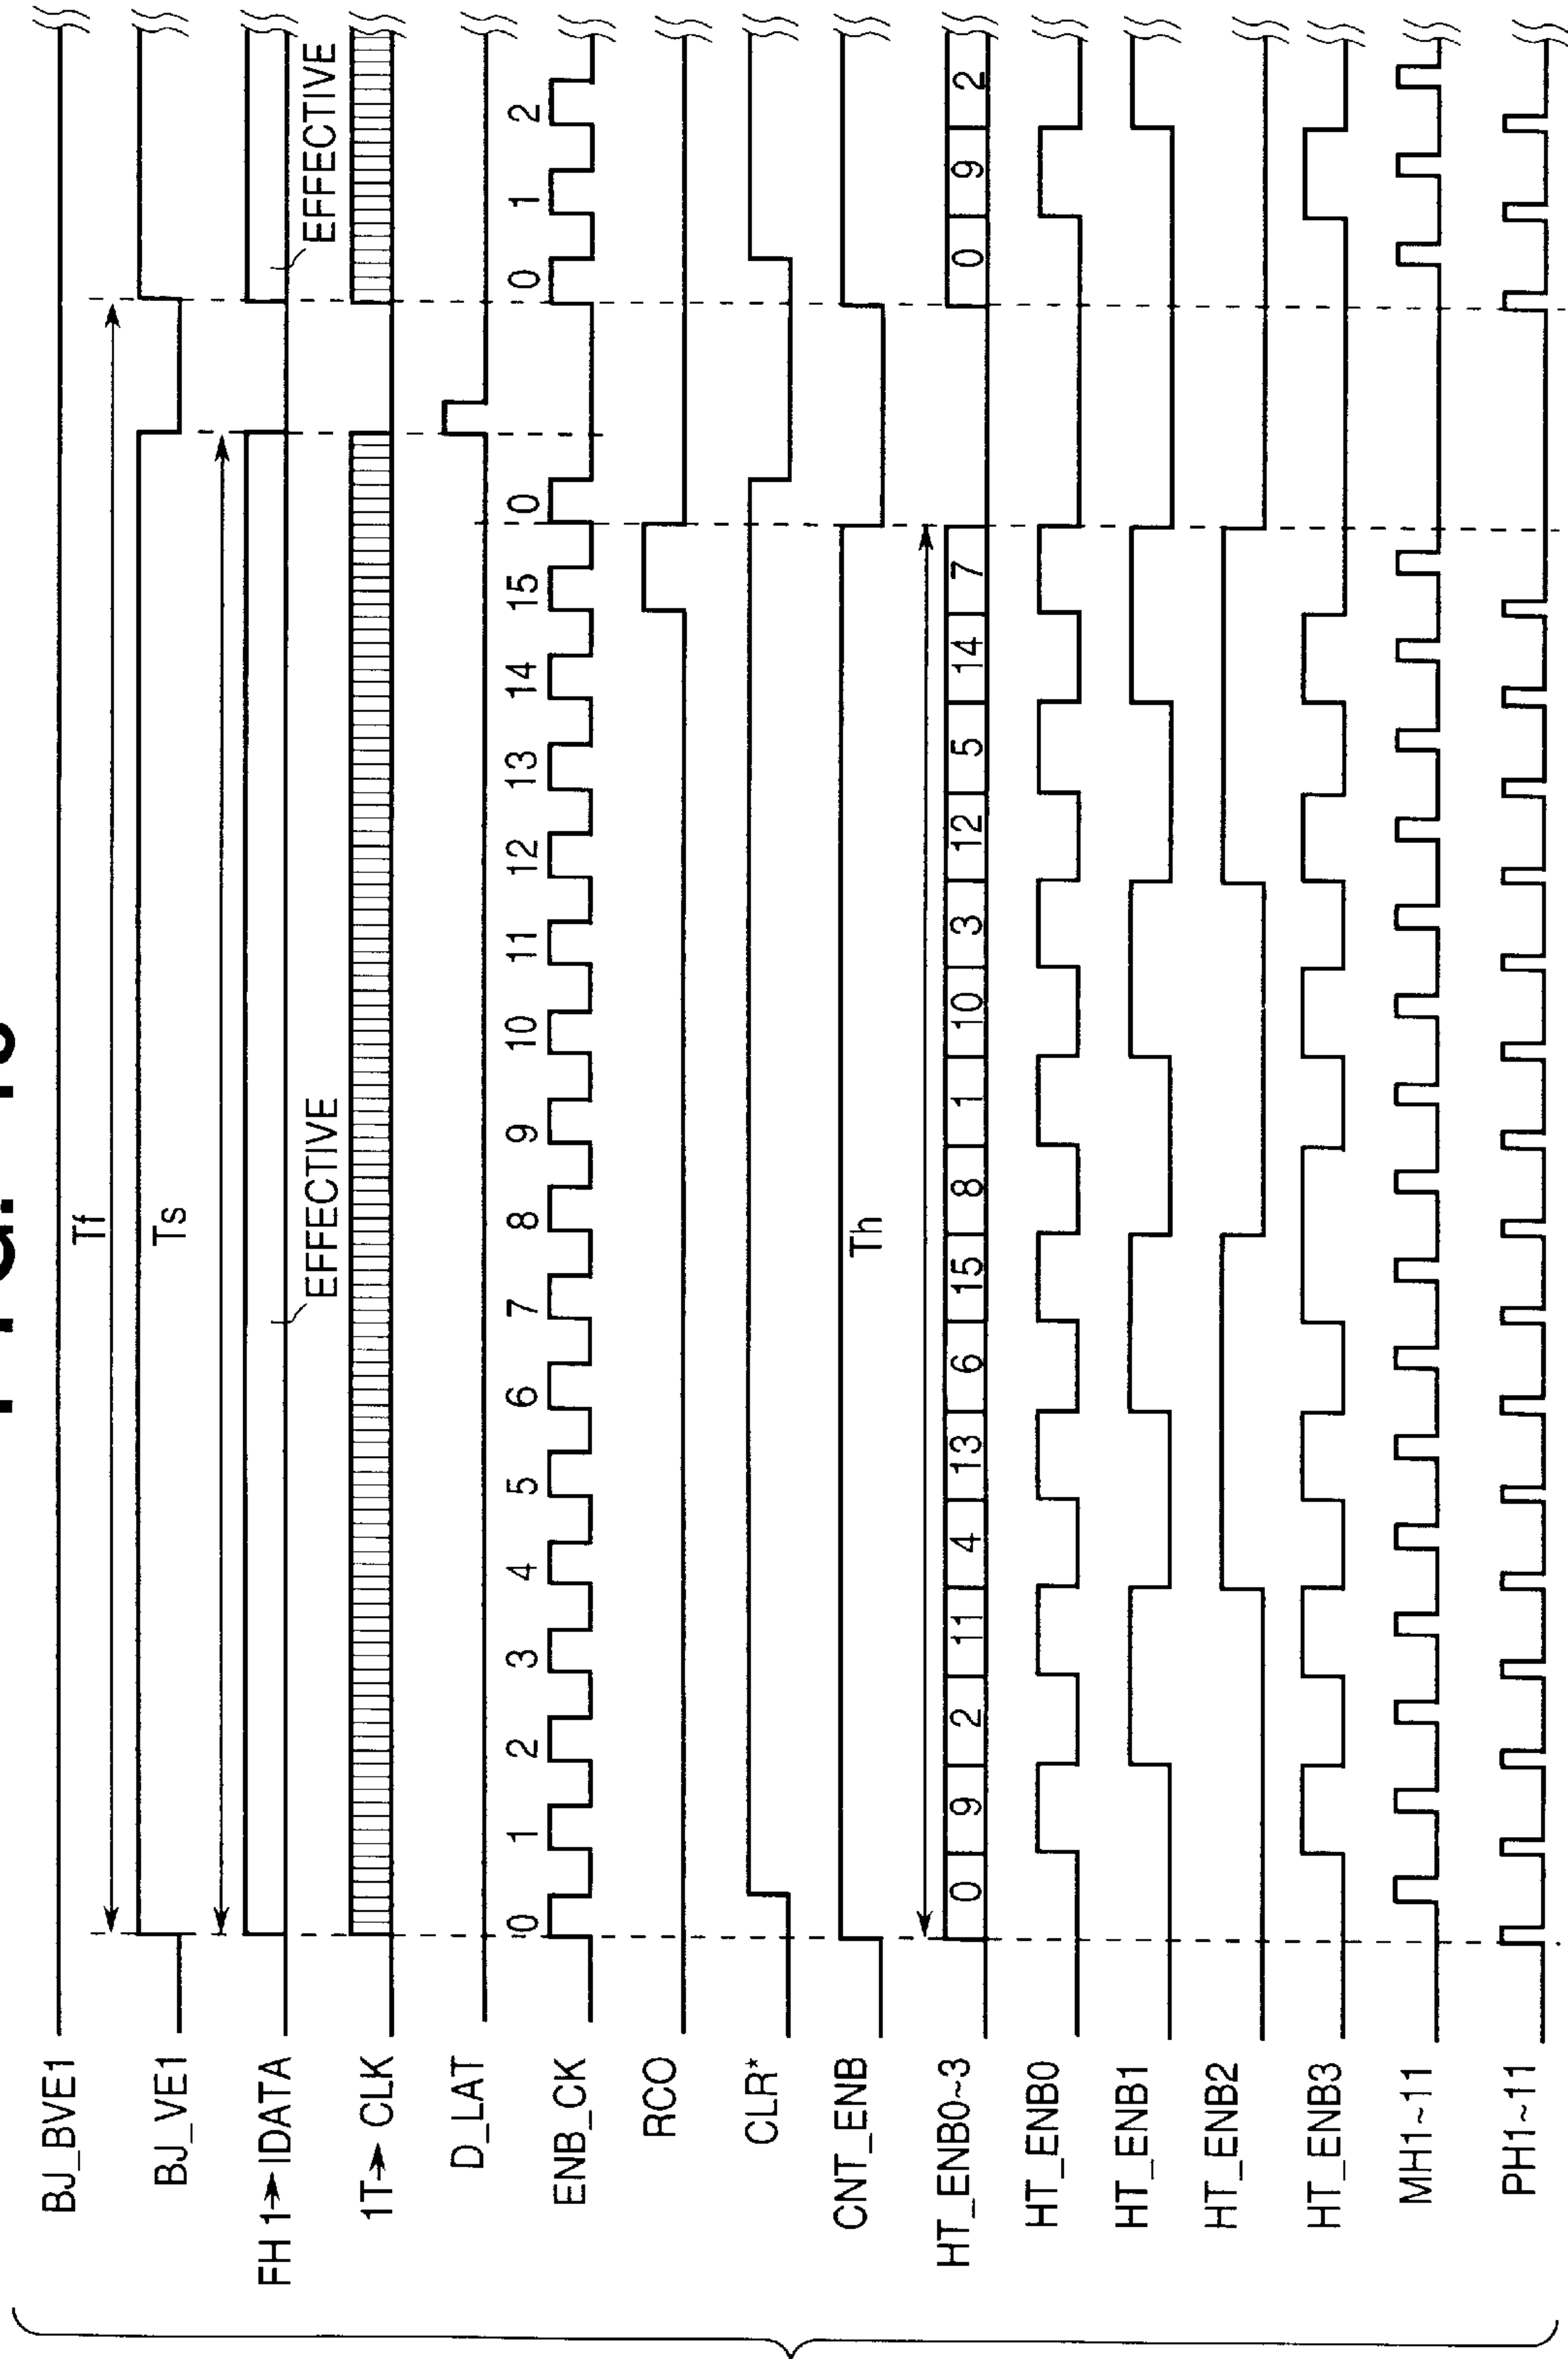 BJ_BVE1
Tf
BJ_VE1
Ts
FH 1→IDATA
EFFECTIVE EFFECTIVE
1T→ CLK
D_LAT
ENB_CK
0 1 2 3 4 5 6 7 8 9 10 11 12 13 14 15 0 0 1 2
RCO
CLR*
CNT_ENB
Th
HT_ENB0~3
0 9 2 11 4 13 6 15 8 1 10 3 12 5 14 7 0 9 2
HT_ENB0
HT_ENB1
HT_ENB2
HT_ENB3
MH1~11
PH1~11